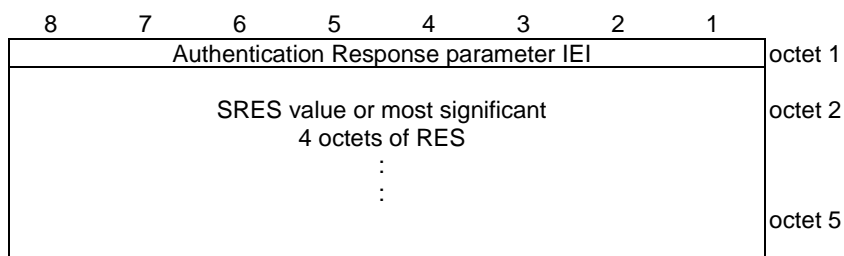 8 7 6 5 4 3 2 1
Authentication Response parameter IEI octet 1
SRES value or most significant octet 2
4 octets of RES
:
:
octet 5